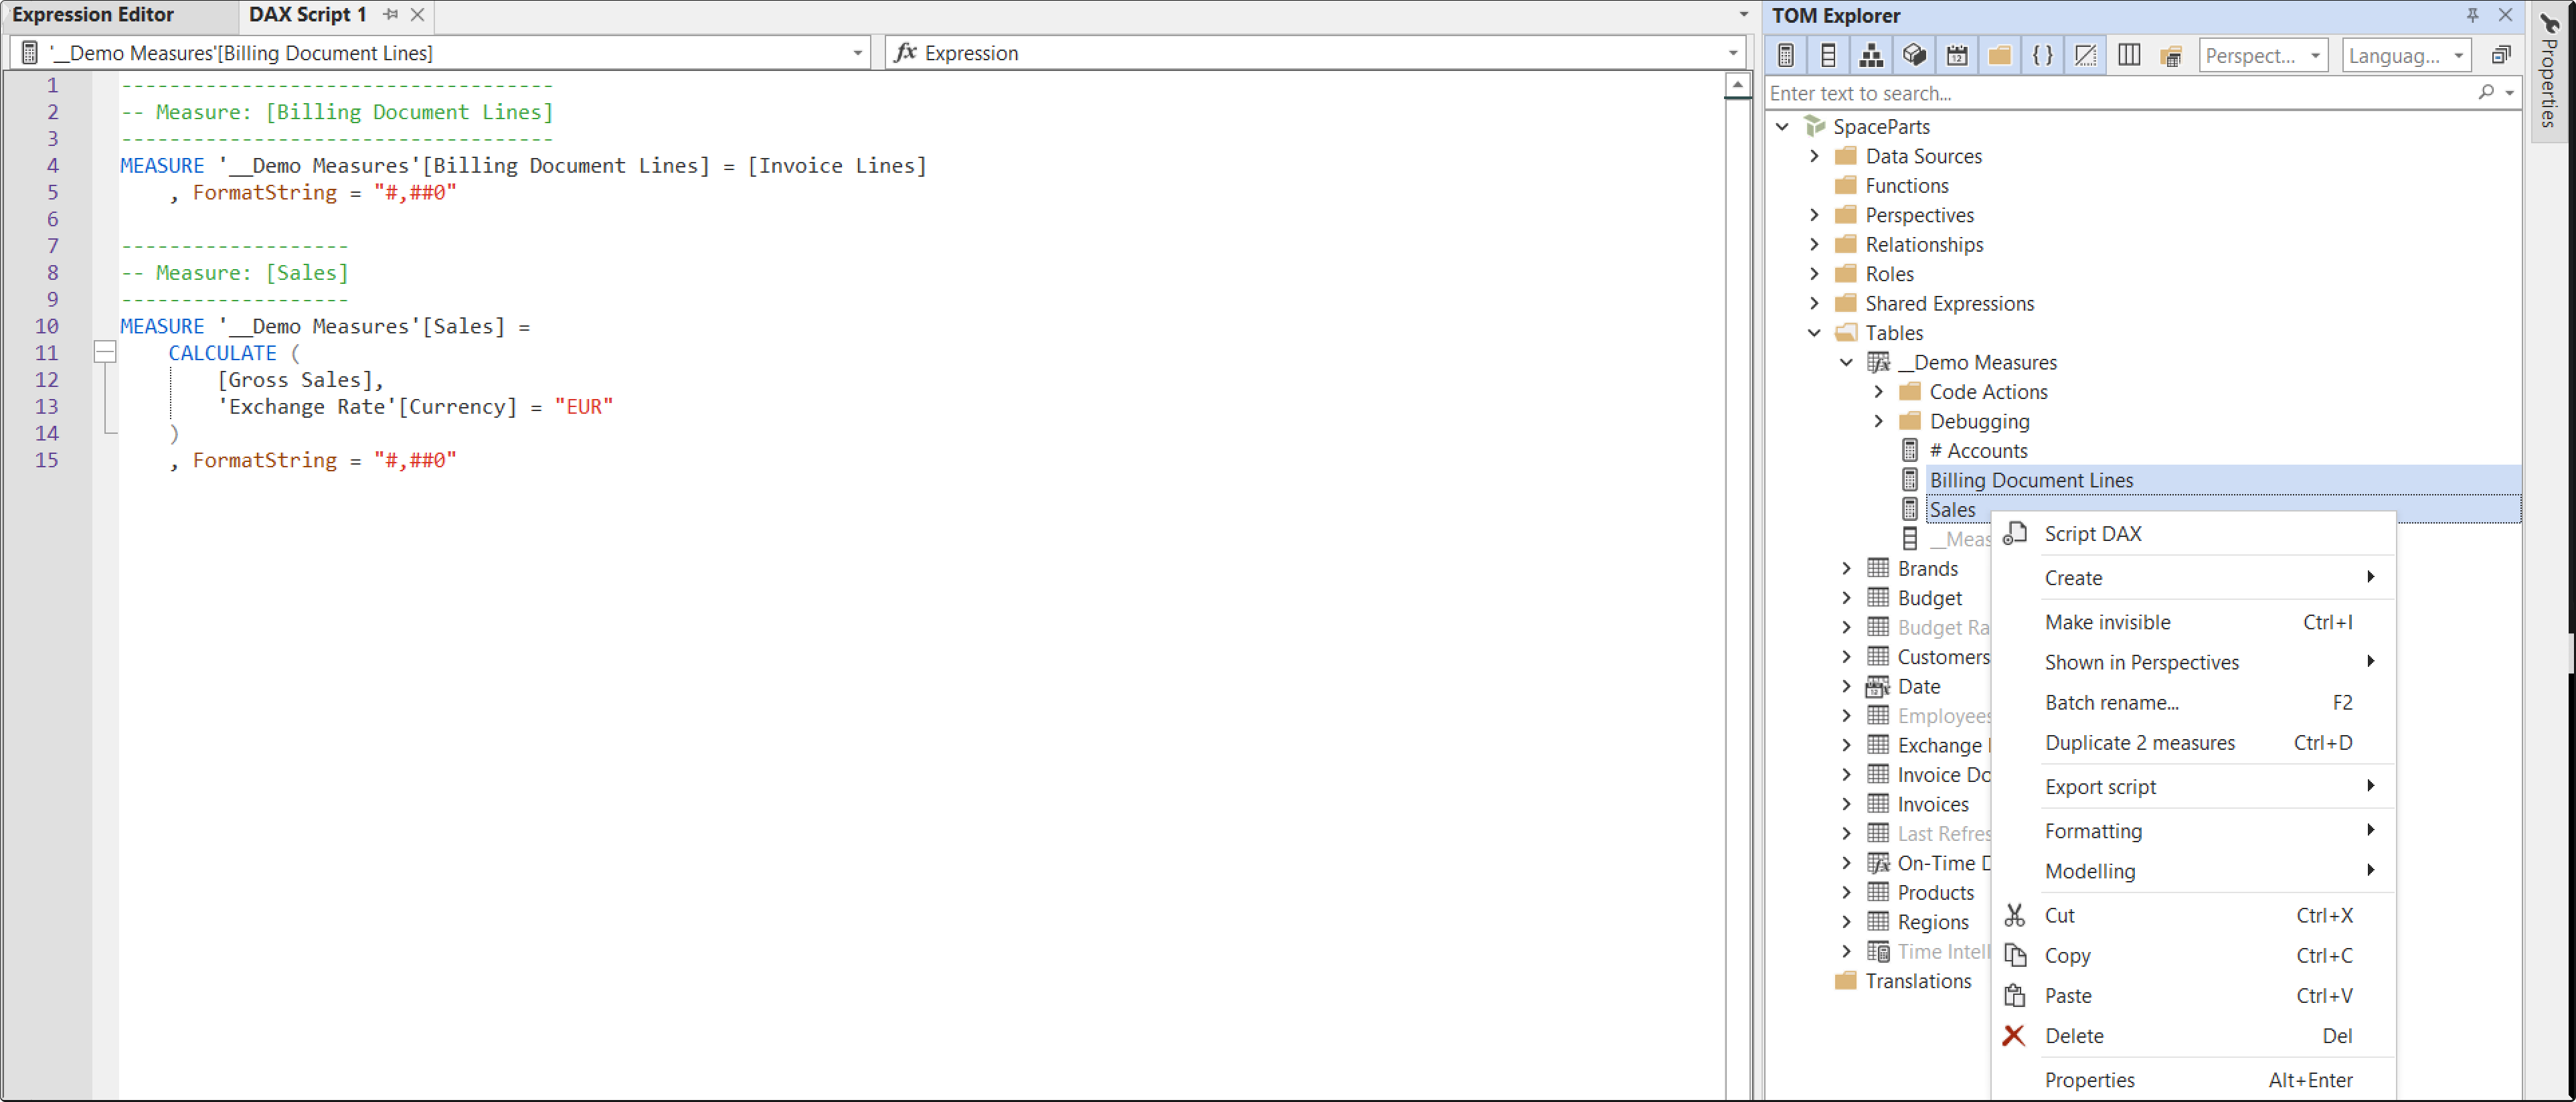 Expression Editor
DAX Script 1
'__Demo Measures'[Billing Document Lines]
fx Expression
1 -----------------------------------
2 -- Measure: [Billing Document Lines]
3 -----------------------------------
4 MEASURE '__Demo Measures'[Billing Document Lines] = [Invoice Lines]
5 , FormatString = "#,##0"
6
7 -------------------
8 -- Measure: [Sales]
9 -------------------
10 MEASURE '__Demo Measures'[Sales] =
11 CALCULATE (
12 [Gross Sales],
13 'Exchange Rate'[Currency] = "EUR"
14 )
15 , FormatString = "#,##0"
TOM Explorer
Perspect...
Languag...
Enter text to search...
SpaceParts
Data Sources
Functions
Perspectives
Relationships
Roles
Shared Expressions
Tables
__Demo Measures
Code Actions
Debugging
# Accounts
Billing Document Lines
Sales
__Meas
Brands
Budget
Budget Ra
Customers
Date
Employees
Exchange
Invoice Do
Invoices
Last Refres
On-Time D
Products
Regions
Time Intell
Translations
Script DAX
Create
Make invisible Ctrl+I
Shown in Perspectives
Batch rename... F2
Duplicate 2 measures Ctrl+D
Export script
Formatting
Modelling
Cut Ctrl+X
Copy Ctrl+C
Paste Ctrl+V
Delete Del
Properties Alt+Enter
Properties